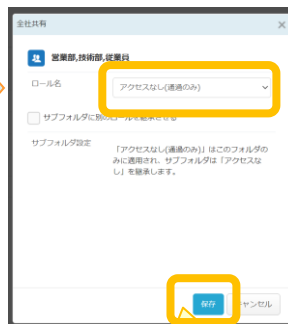 全社共有
×
営業部,技術部,従業員
ロール名
アクセスなし(通過のみ)
サブフォルダに別のロールを継承させる
サブフォルダ設定
「アクセスなし(通過のみ)」はこのフォルダの
みに適用され、サブフォルダは「アクセスな
し」を継承します。
保存
キャンセル